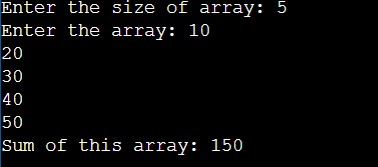 Enter the size of array: 5
Enter the array: 10
20
30
40
50
Sum of this array: 150